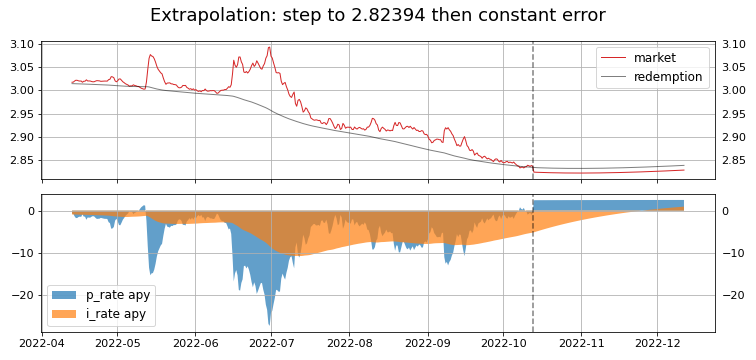 Extrapolation: step to 2.82394 then constant error
3.10 3.10
3.05 3.05
3.00 3.00
2.95 2.95
2.90 2.90
2.85 2.85
market
redemption
0 0
−10 −10
−20 −20
p_rate apy
i_rate apy
2022-04 2022-05 2022-06 2022-07 2022-08 2022-09 2022-10 2022-11 2022-12